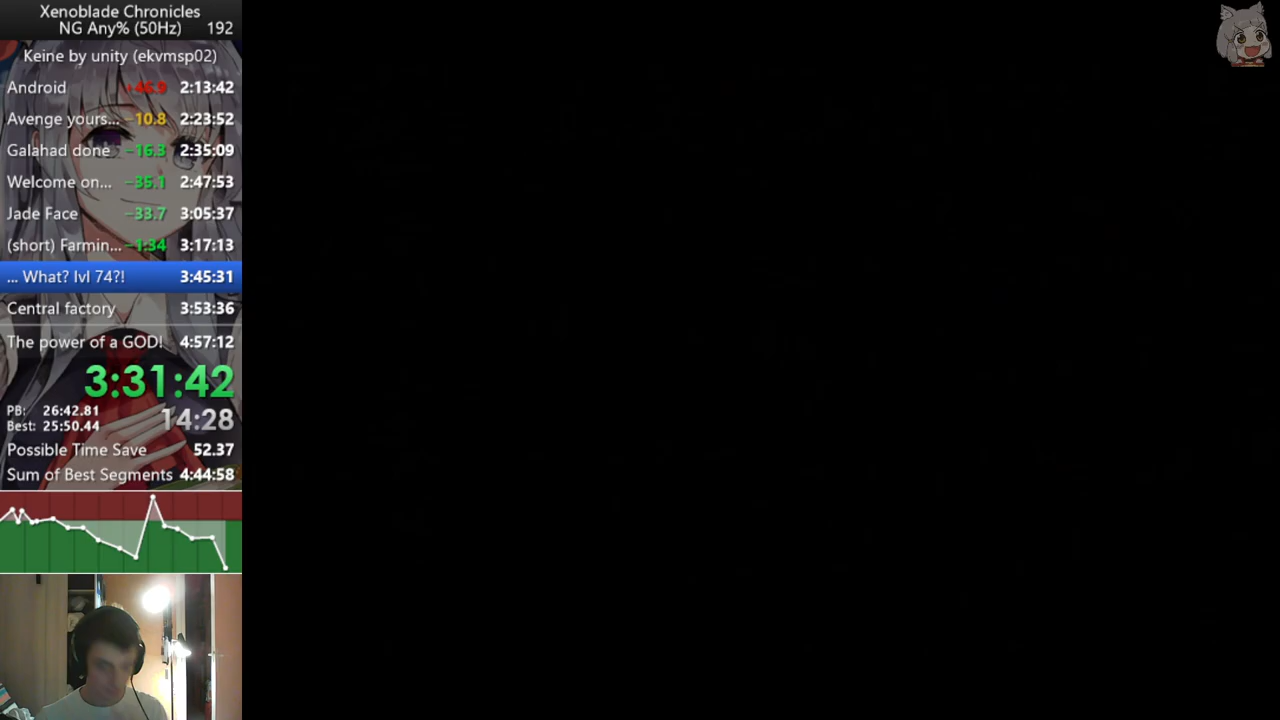 Xenoblade Chronicles
NG Any% (50Hz) 192
Keine by unity (ekvmsp02)
Android +46.9 2:13:42
Avenge yours... −10.8 2:23:52
Galahad done −16.3 2:35:09
Welcome on... −35.1 2:47:53
Jade Face −33.7 3:05:37
(short) Farmin... −1:34 3:17:13
... What? lvl 74?! 3:45:31
Central factory 3:53:36
The power of a GOD! 4:57:12
3:31:42
PB: 26:42.81
Best: 25:50.44
14:28
Possible Time Save 52.37
Sum of Best Segments 4:44:58